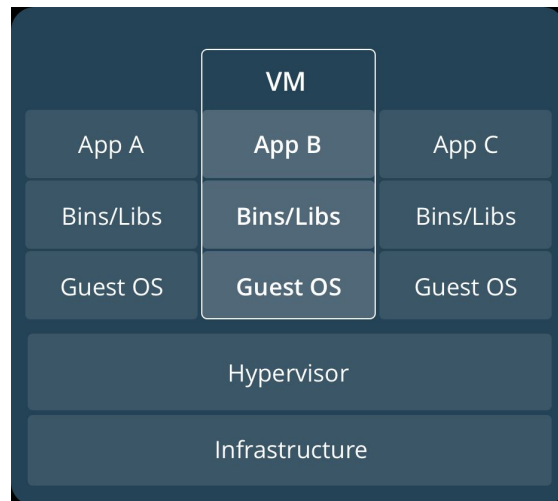 VM
App A App B App C
Bins/Libs Bins/Libs Bins/Libs
Guest OS Guest OS Guest OS
Hypervisor
Infrastructure